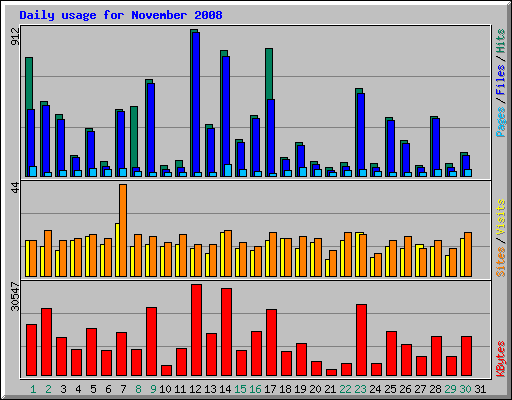 Daily usage for November 2008
912
44
30547
Pages / Files / Hits
Sites / Visits
KBytes
1 2 3 4 5 6 7 8 9 10 11 12 13 14 15 16 17 18 19 20 21 22 23 24 25 26 27 28 29 30 31